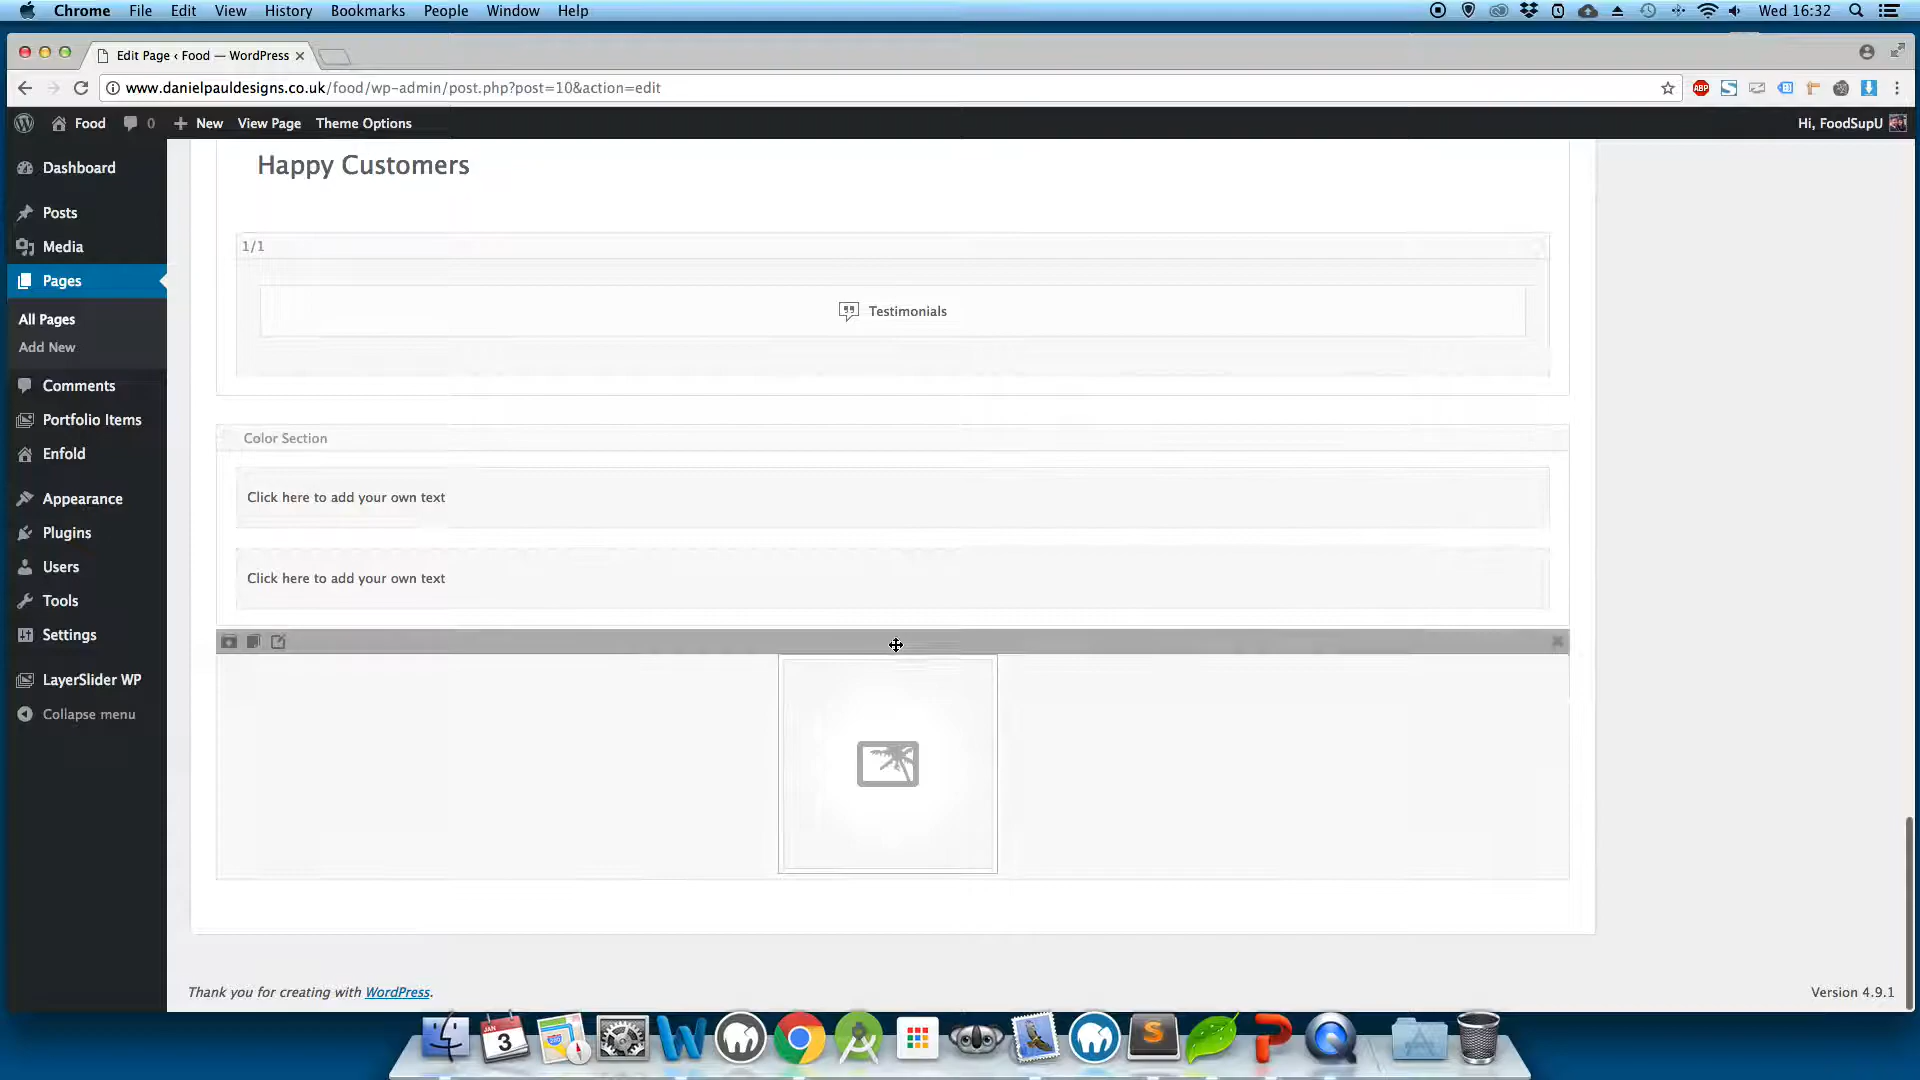 Chrome File Edit View History Bookmarks People Window Help Wed 16:32
Edit Page ‹ Food — WordPress
www.danielpauldesigns.co.uk/food/wp-admin/post.php?post=10&action=edit
ABP
Food 0 New View Page Theme Options Hi, FoodSupU
Dashboard
Posts
Media
Pages
All Pages
Add New
Comments
Portfolio Items
Enfold
Appearance
Plugins
Users
Tools
Settings
LayerSlider WP
Collapse menu
Happy Customers
1/1
Testimonials
Color Section
Click here to add your own text
Click here to add your own text
Thank you for creating with WordPress. Version 4.9.1
JAN
3